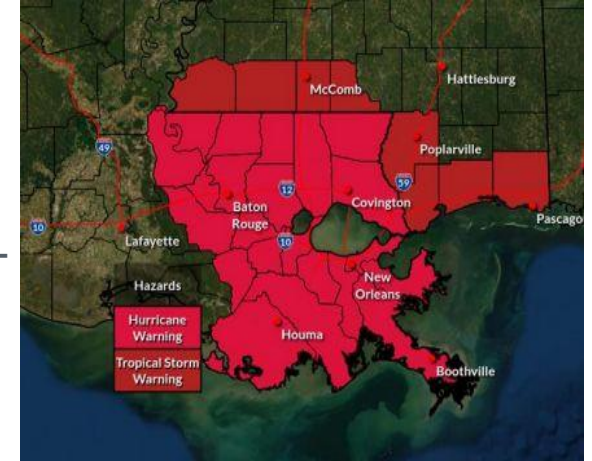 McComb
Hattiesburg
49
Poplarville
12
59
Baton
Rouge
Covington
10
10
Lafayette
Pascago
New
Orleans
Hazards
Hurricane
Warning
Houma
Tropical Storm
Warning
Boothville